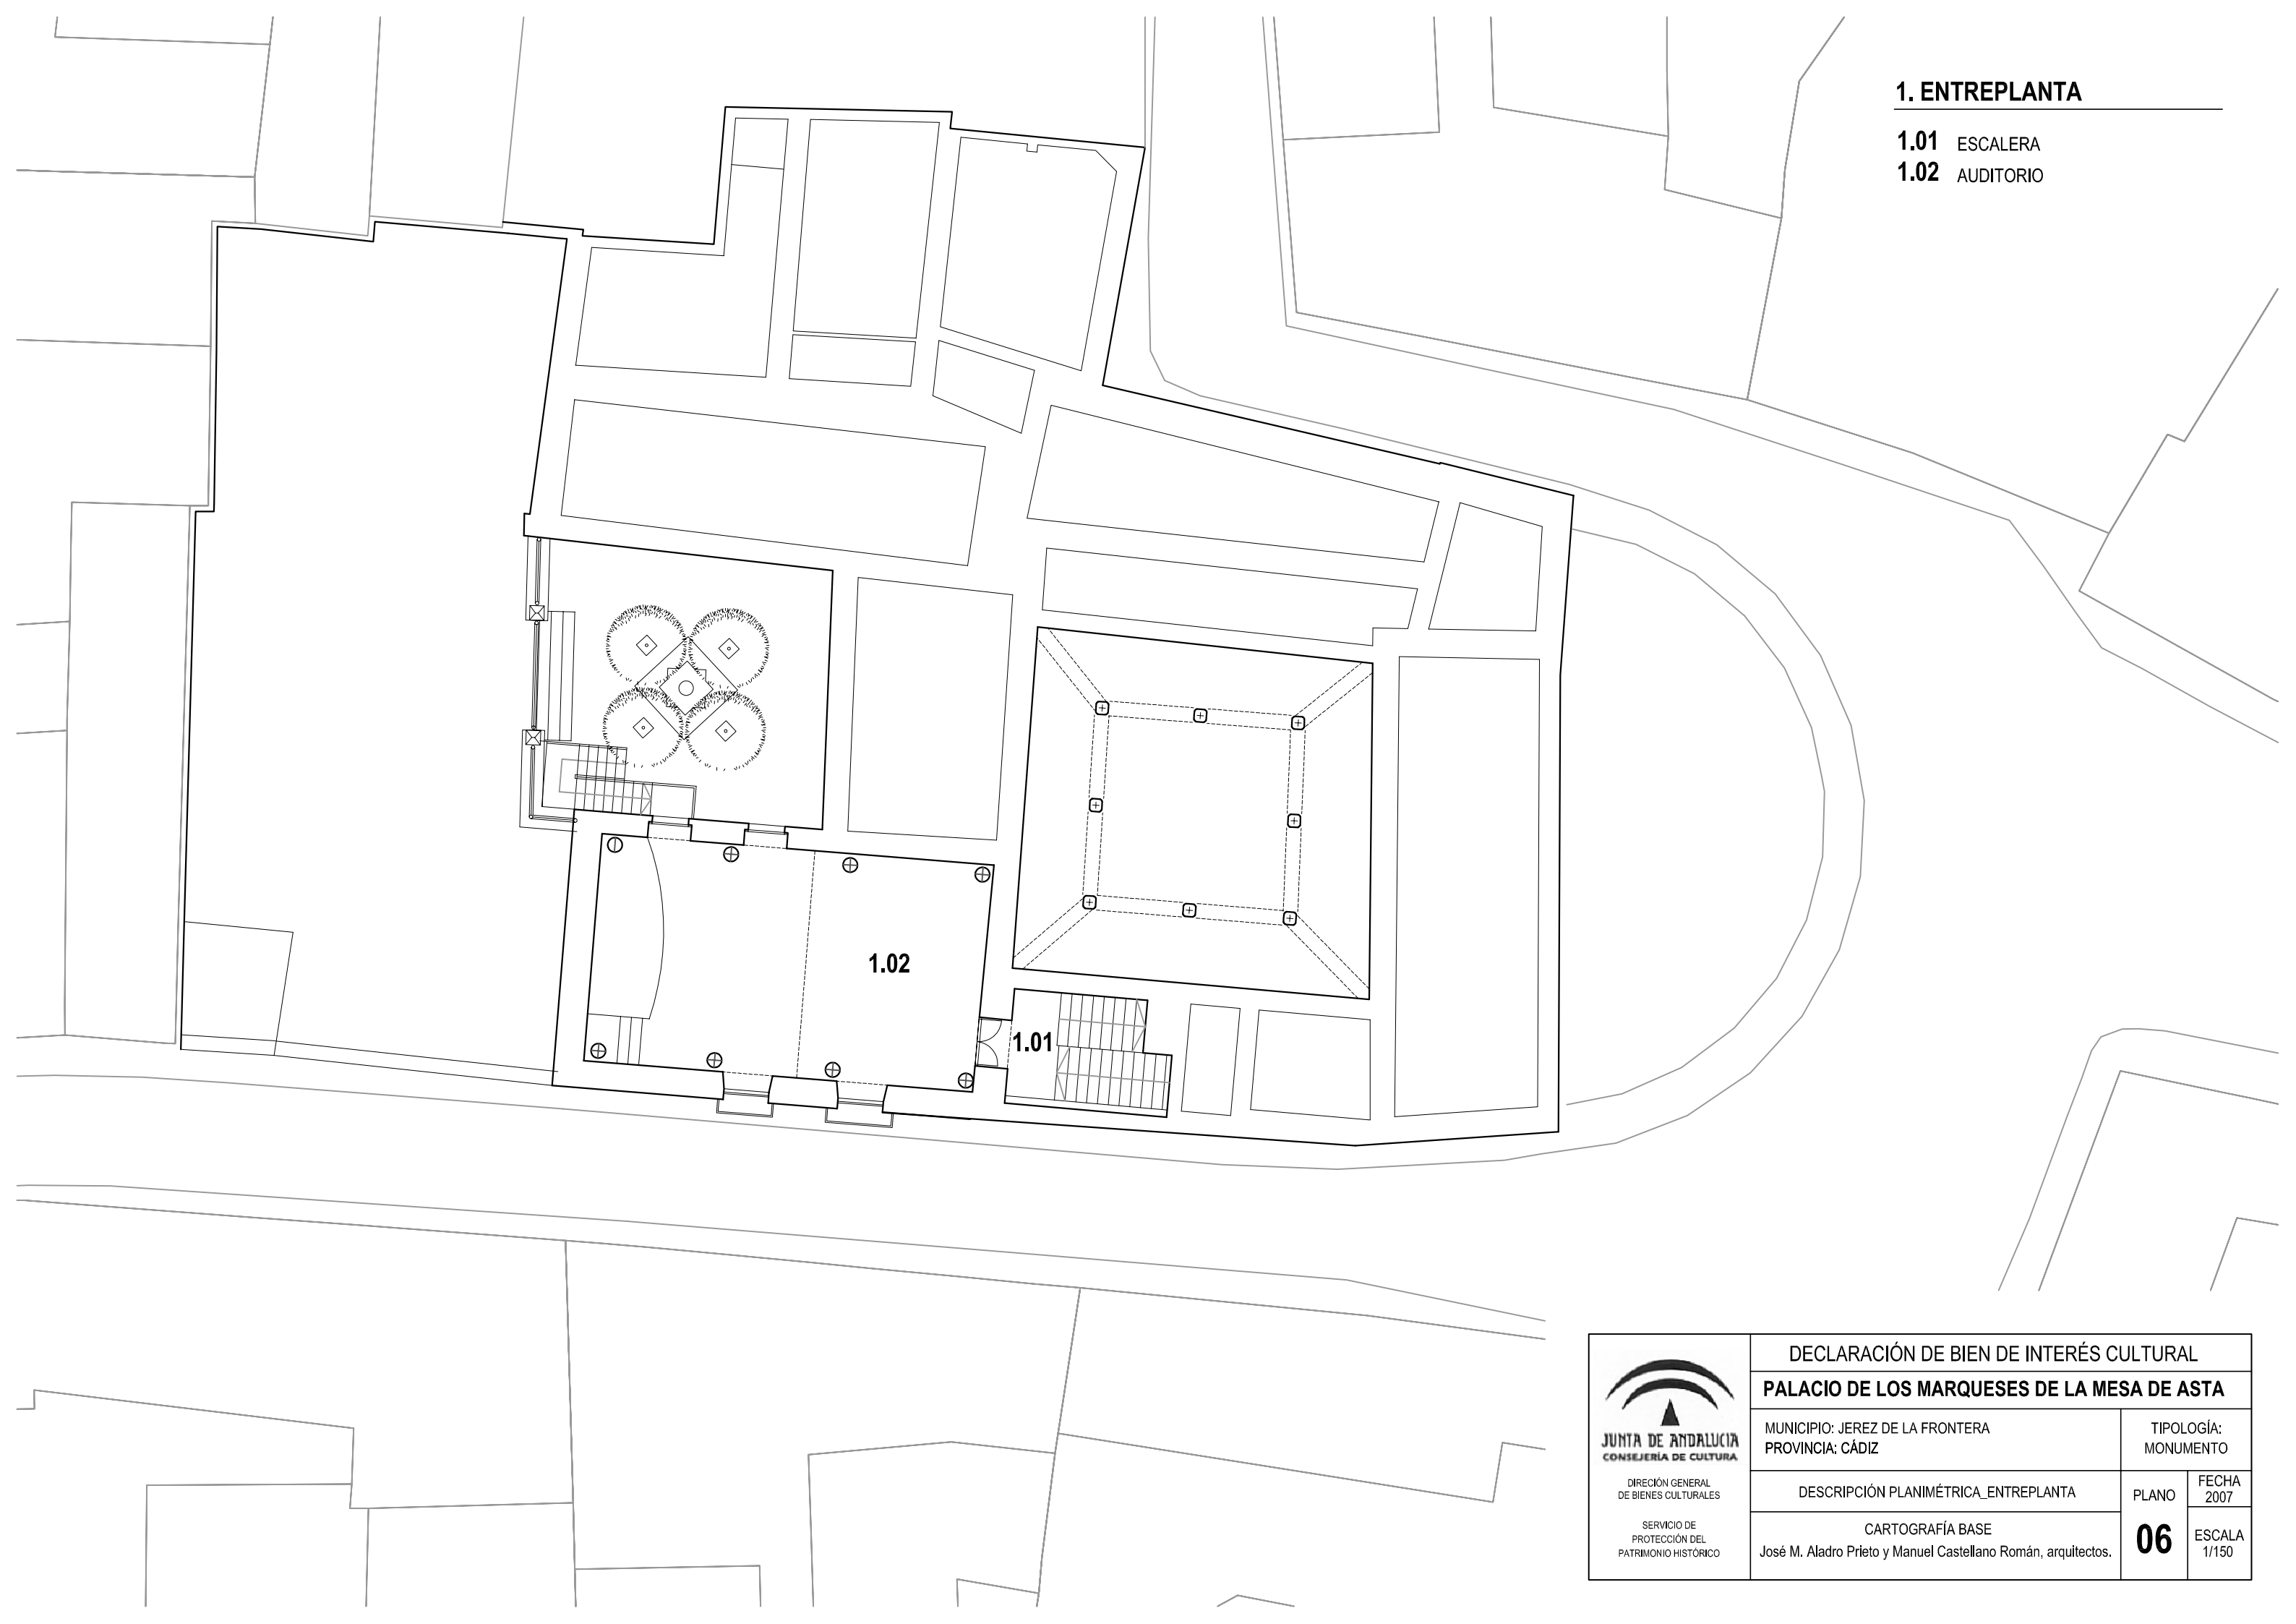 1. ENTREPLANTA
1.01 ESCALERA
1.02 AUDITORIO
1.02
1.01
JUNTA DE ANDALUCIA
CONSEJERÍA DE CULTURA
DIRECIÓN GENERAL
DE BIENES CULTURALES
SERVICIO DE
PROTECCIÓN DEL
PATRIMONIO HISTÓRICO
DECLARACIÓN DE BIEN DE INTERÉS CULTURAL
PALACIO DE LOS MARQUESES DE LA MESA DE ASTA
MUNICIPIO: JEREZ DE LA FRONTERA
PROVINCIA: CÁDIZ
TIPOLOGÍA:
MONUMENTO
DESCRIPCIÓN PLANIMÉTRICA_ENTREPLANTA
CARTOGRAFÍA BASE
José M. Aladro Prieto y Manuel Castellano Román, arquitectos.
PLANO
06
FECHA
2007
ESCALA
1/150